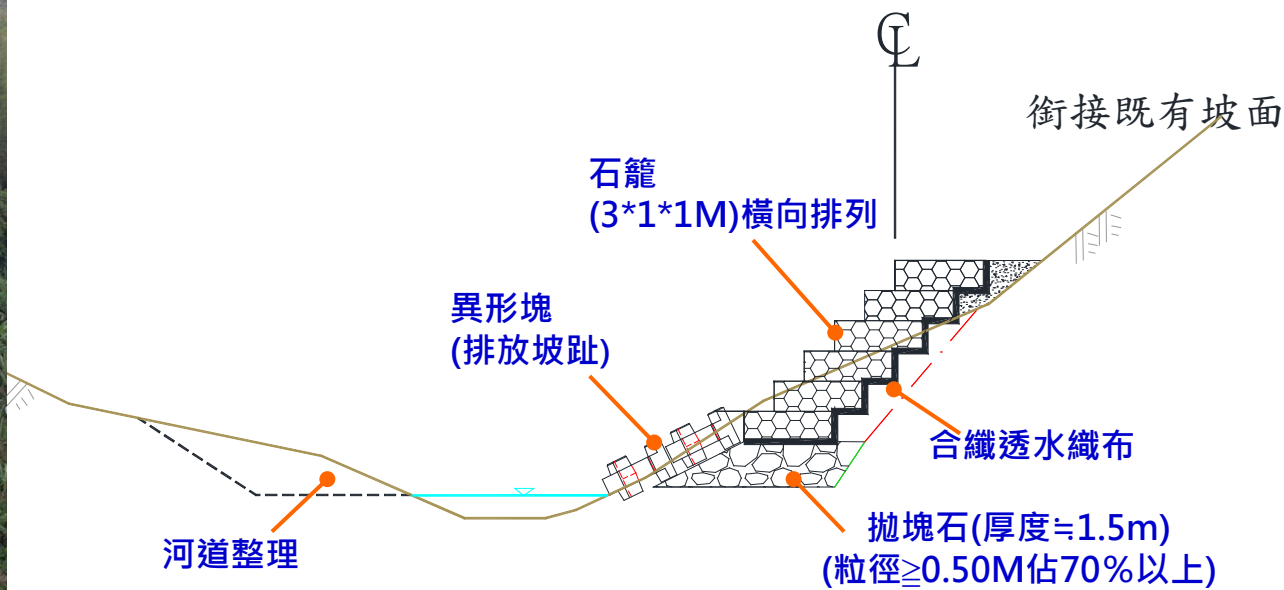 ℄
銜接既有坡面
石籠
(3*1*1M)橫向排列
異形塊
(排放坡趾)
合纖透水織布
拋塊石(厚度≒1.5m)
(粒徑≧0.50M佔70%以上)
河道整理